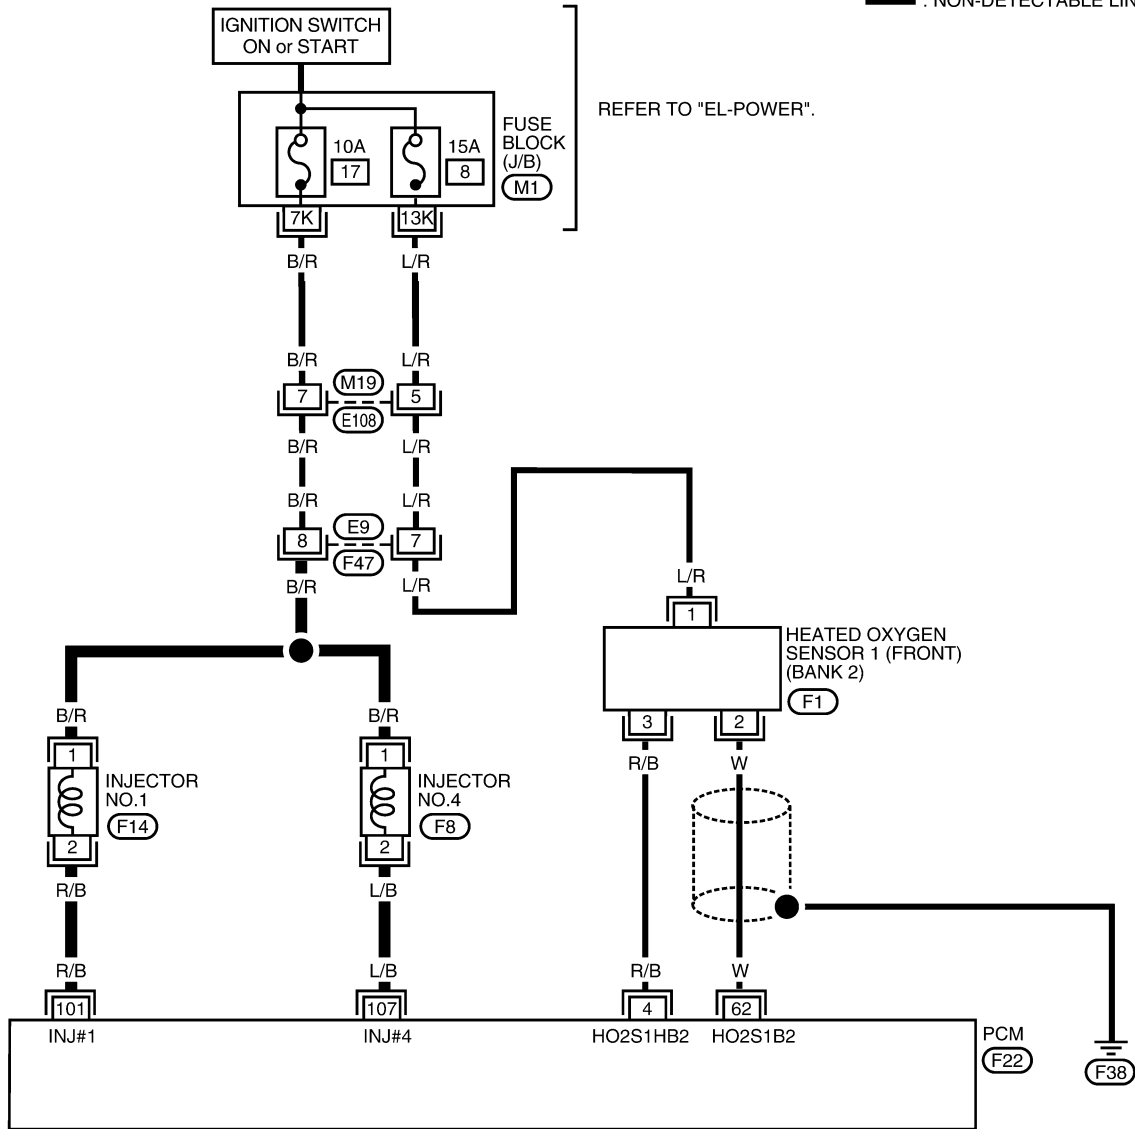 : NON-DETECTABLE LIN
IGNITION SWITCH
ON or START
REFER TO "EL-POWER".
FUSE
BLOCK
(J/B)
M1
10A
17
15A
8
7K
13K
B/R
L/R
B/R
L/R
7
M19
E108
5
B/R
L/R
B/R
L/R
8
E9
F47
7
B/R
L/R
L/R
1
HEATED OXYGEN
SENSOR 1 (FRONT)
(BANK 2)
F1
3
2
B/R
B/R
R/B
W
1
INJECTOR
NO.1
F14
2
1
INJECTOR
NO.4
F8
2
R/B
L/B
R/B
L/B
R/B
W
101
107
4
62
INJ#1
INJ#4
HO2S1HB2
HO2S1B2
PCM
F22
F38